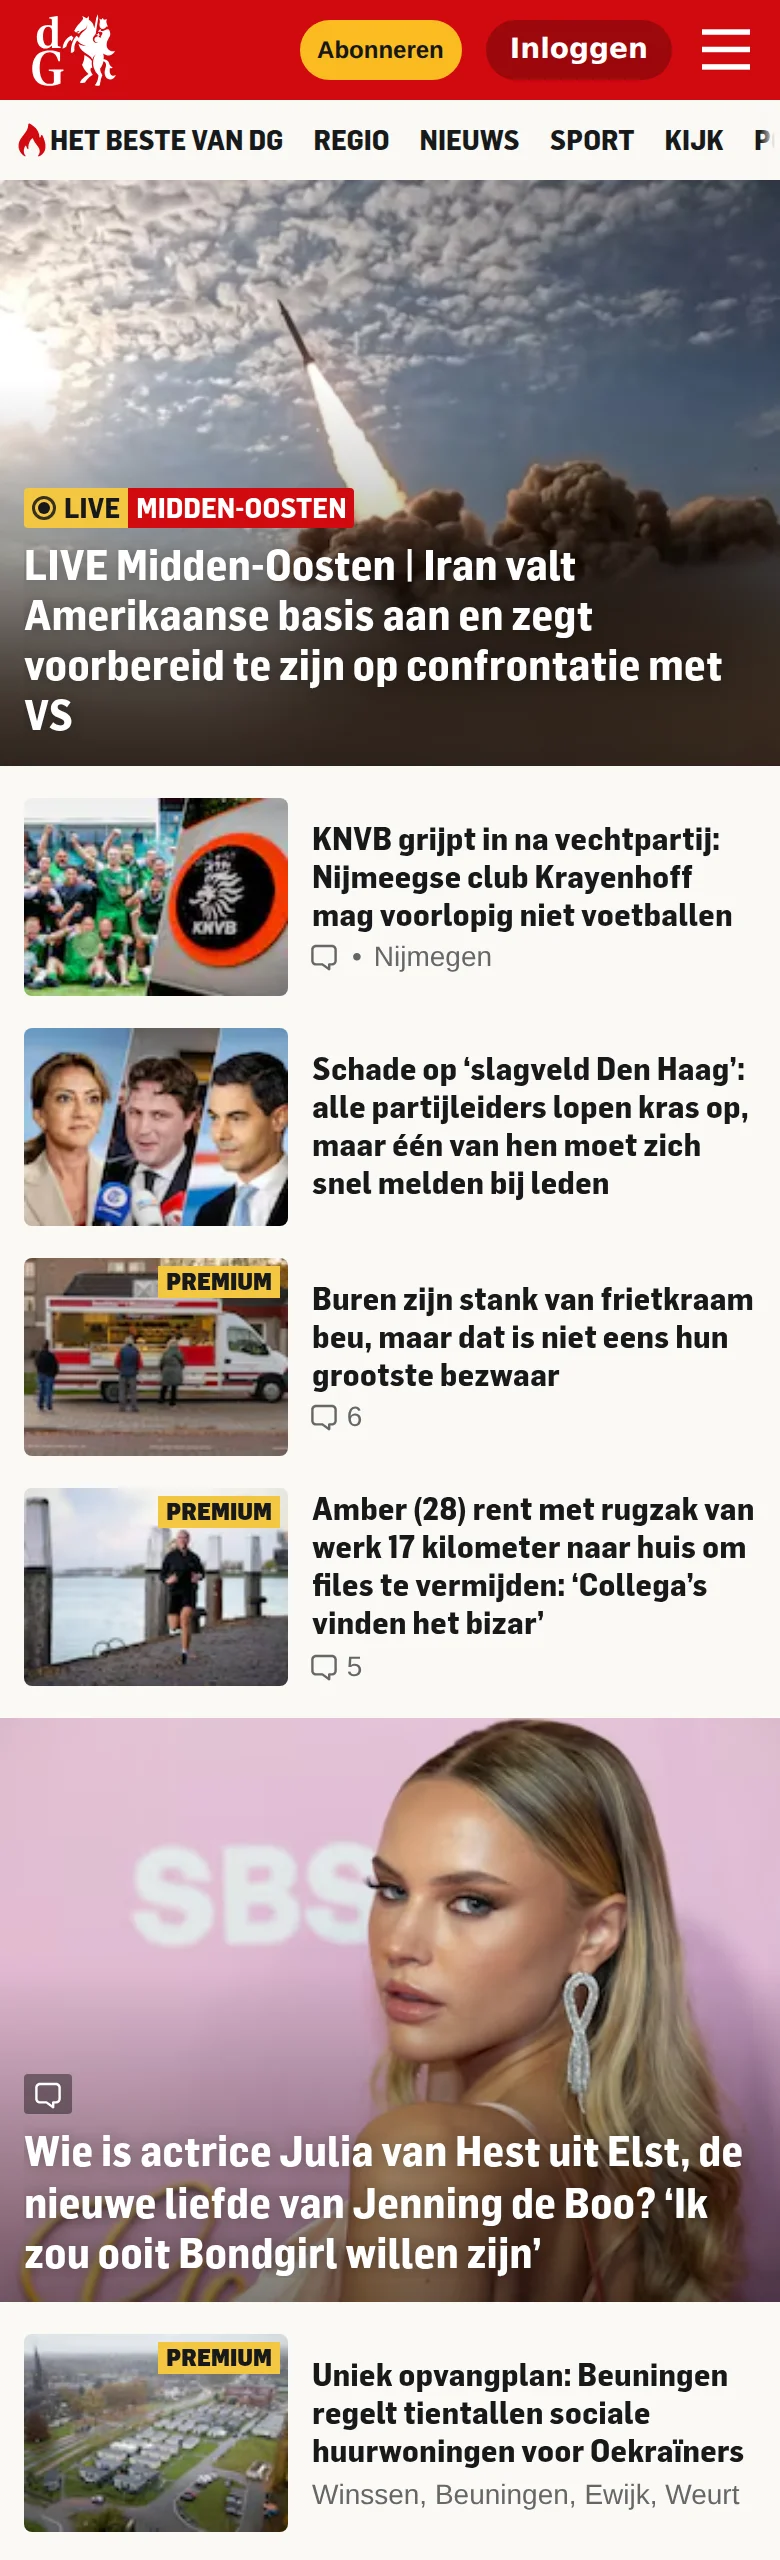 dG
Abonneren
Inloggen
HET BESTE VAN DG REGIO NIEUWS SPORT KIJK
LIVE MIDDEN-OOSTEN
LIVE Midden-Oosten | Iran valt
Amerikaanse basis aan en zegt
voorbereid te zijn op confrontatie met
VS
KNVB
KNVB grijpt in na vechtpartij:
Nijmeegse club Krayenhoff
mag voorlopig niet voetballen
• Nijmegen
Schade op ‘slagveld Den Haag’:
alle partijleiders lopen kras op,
maar één van hen moet zich
snel melden bij leden
PREMIUM
Buren zijn stank van frietkraam
beu, maar dat is niet eens hun
grootste bezwaar
6
PREMIUM
Amber (28) rent met rugzak van
werk 17 kilometer naar huis om
files te vermijden: ‘Collega’s
vinden het bizar’
5
SBS
Wie is actrice Julia van Hest uit Elst, de
nieuwe liefde van Jenning de Boo? ‘Ik
zou ooit Bondgirl willen zijn’
PREMIUM
Uniek opvangplan: Beuningen
regelt tientallen sociale
huurwoningen voor Oekraïners
Winssen, Beuningen, Ewijk, Weurt